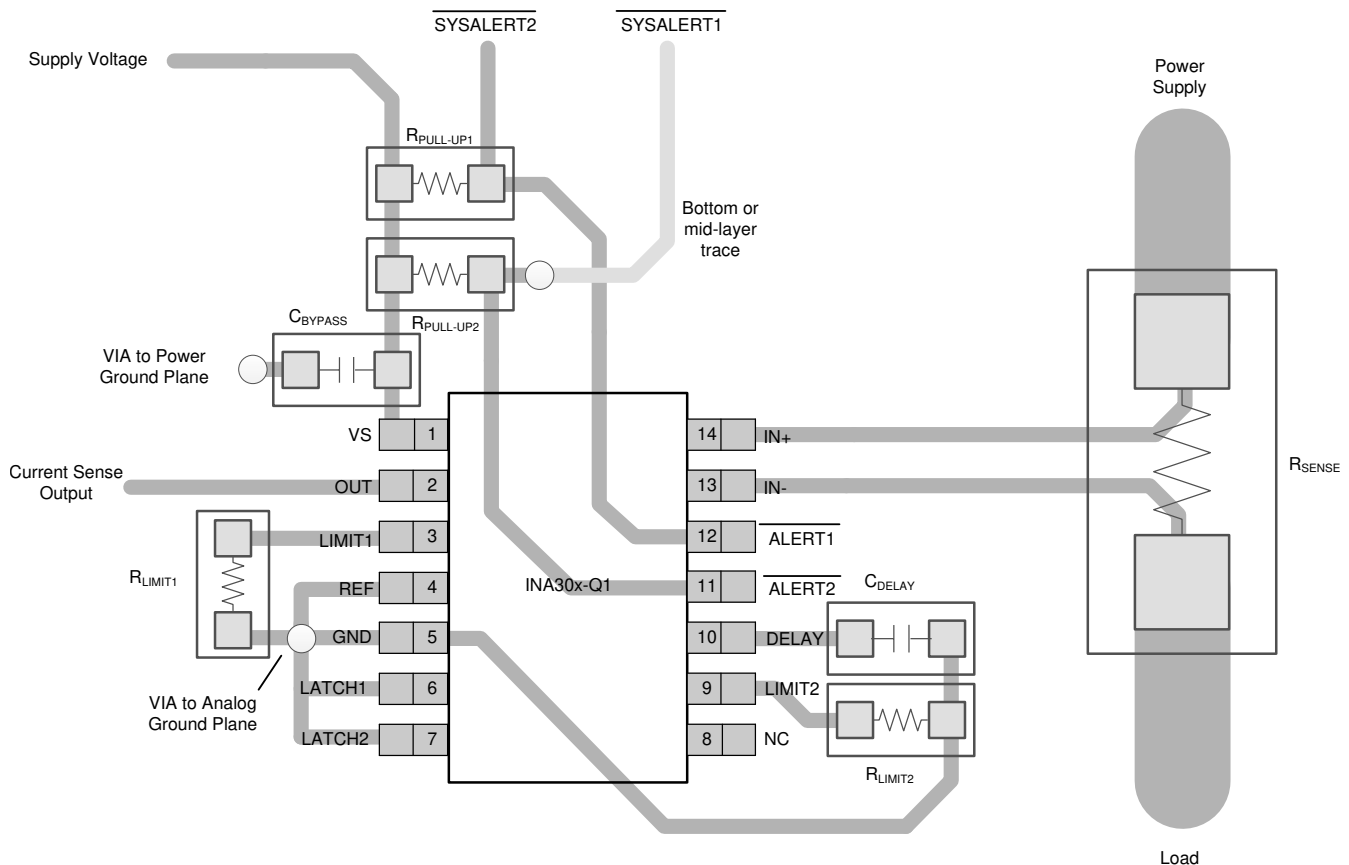 SYSALERT2
SYSALERT1
Supply Voltage
Power
Supply
RPULL-UP1
Bottom or
mid-layer
trace
CBYPASS
RPULL-UP2
VIA to Power
Ground Plane
VS
1
14
IN+
RSENSE
Current Sense
Output
OUT
2
13
IN-
LIMIT1
3
12
ALERT1
RLIMIT1
REF
4
INA30x-Q1
11
ALERT2
CDELAY
GND
5
10
DELAY
VIA to Analog
Ground Plane
LATCH1
6
9
LIMIT2
LATCH2
7
8
NC
RLIMIT2
Load